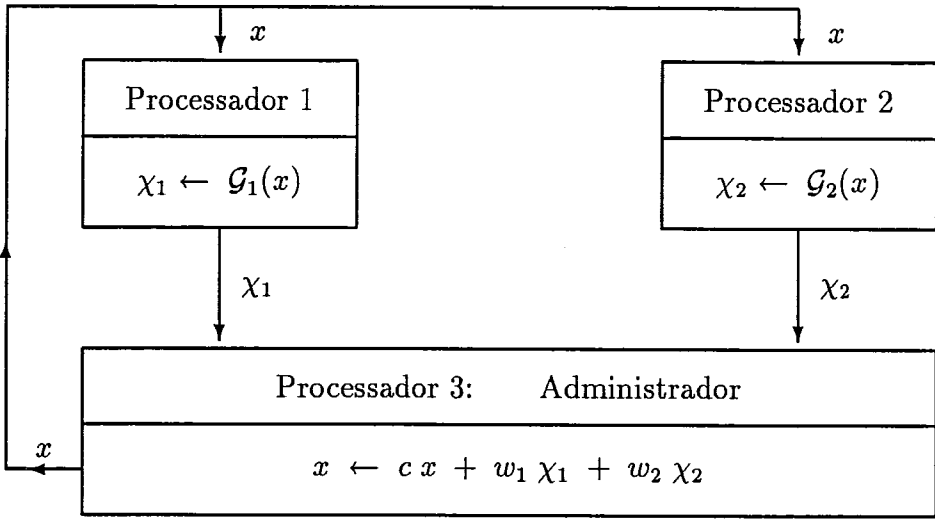 x
x
Processador 1
Processador 2
χ₁ ← 𝒢₁(x)
χ₂ ← 𝒢₂(x)
χ₁
χ₂
Processador 3: Administrador
x
x ← c x + w₁ χ₁ + w₂ χ₂